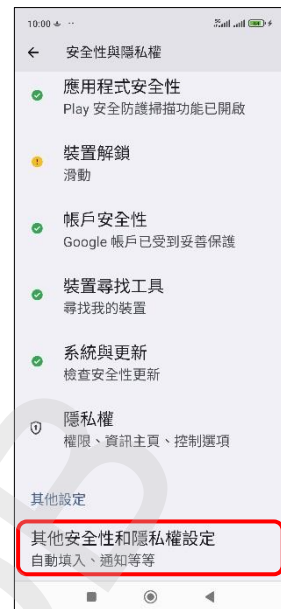 10:00
安全性與隱私權
應用程式安全性
Play 安全防護掃描功能已開啟
裝置解鎖
滑動
帳戶安全性
Google 帳戶已受到妥善保護
裝置尋找工具
尋找我的裝置
系統與更新
檢查安全性更新
隱私權
權限、資訊主頁、控制選項
其他設定
其他安全性和隱私權設定
自動填入、通知等等